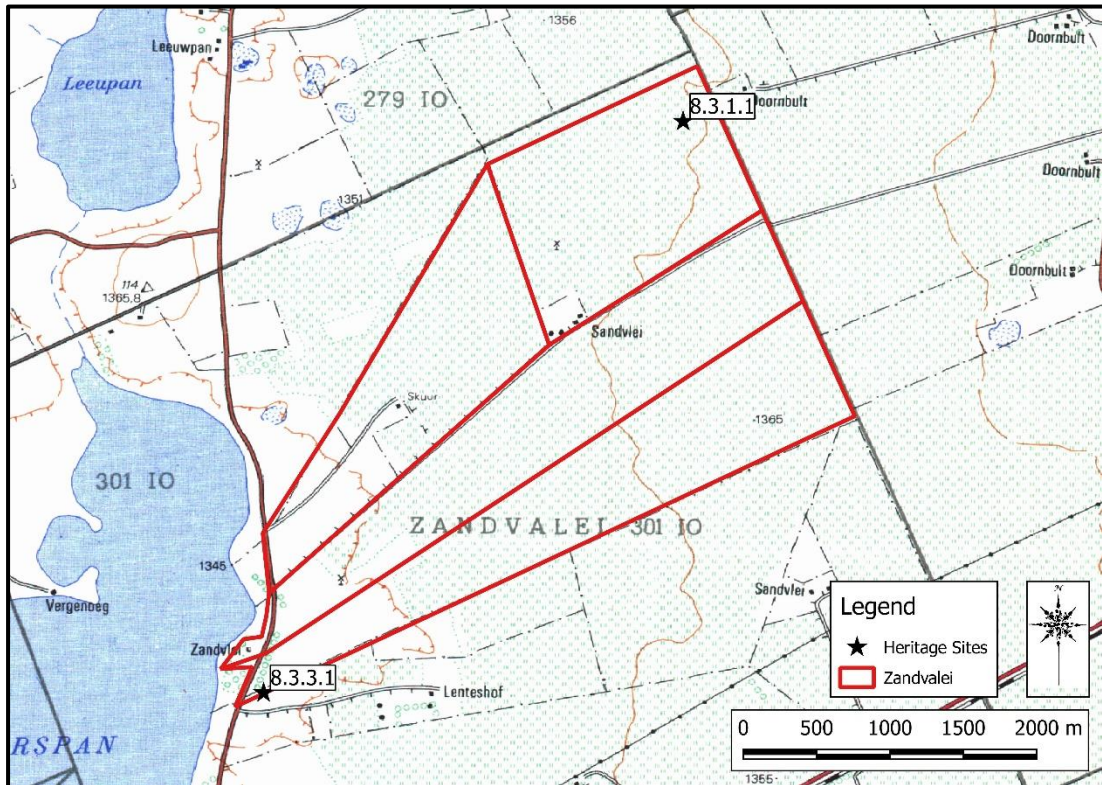 1356
Doornbult
Leeuwpan
Leeupan
279 IO
Doornbult
8.3.1.1
Doornbult
1351
114
1365,8
Doornbult
Sandvlei
Skuur
1365
301 IO
ZANDVALEI 301 IO
1345
Vergenoeg
Sandvlei
Zandvlei
8.3.3.1
Lenteshof
RSPAN
1355
Legend
Heritage Sites
Zandvalei
N
0 500 1000 1500 2000 m